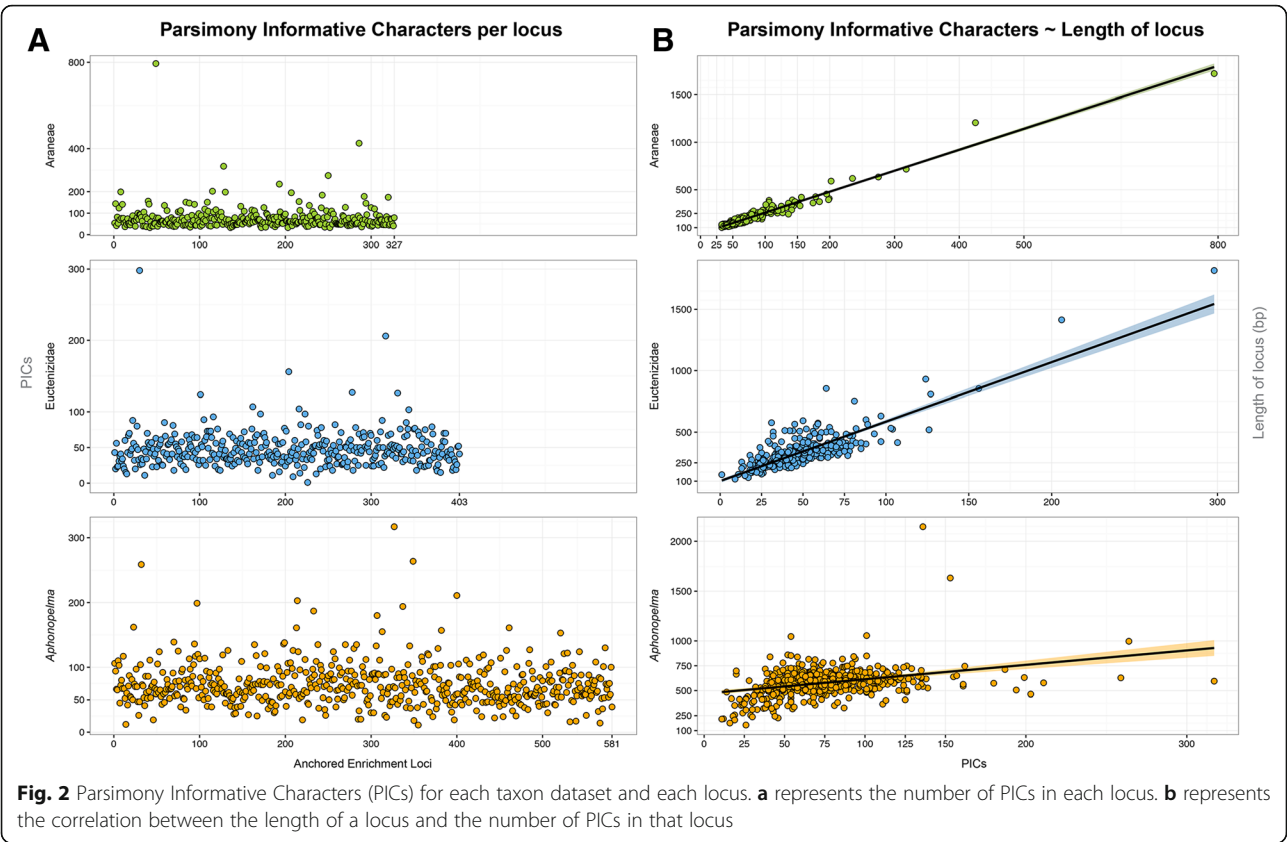 A
Parsimony Informative Characters per locus
B
Parsimony Informative Characters ~ Length of locus
PICs
Araneae
800
400
200
100
0
0 100 200 300 327
Araneae
1500
1000
500
250
100
0 25 50 100 150 200 300 400 500 800
Euctenizidae
300
200
100
50
0
0 100 200 300 403
Euctenizidae
1500
1000
500
250
100
0 25 50 75 100 150 200 300
Length of locus (bp)
Aphonopelma
300
200
100
50
0
0 100 200 300 400 500 581
Anchored Enrichment Loci
Aphonopelma
2000
1500
1000
750
500
250
100
0 25 50 75 100 125 150 200 300
PICs
Fig. 2 Parsimony Informative Characters (PICs) for each taxon dataset and each locus. a represents the number of PICs in each locus. b represents
the correlation between the length of a locus and the number of PICs in that locus